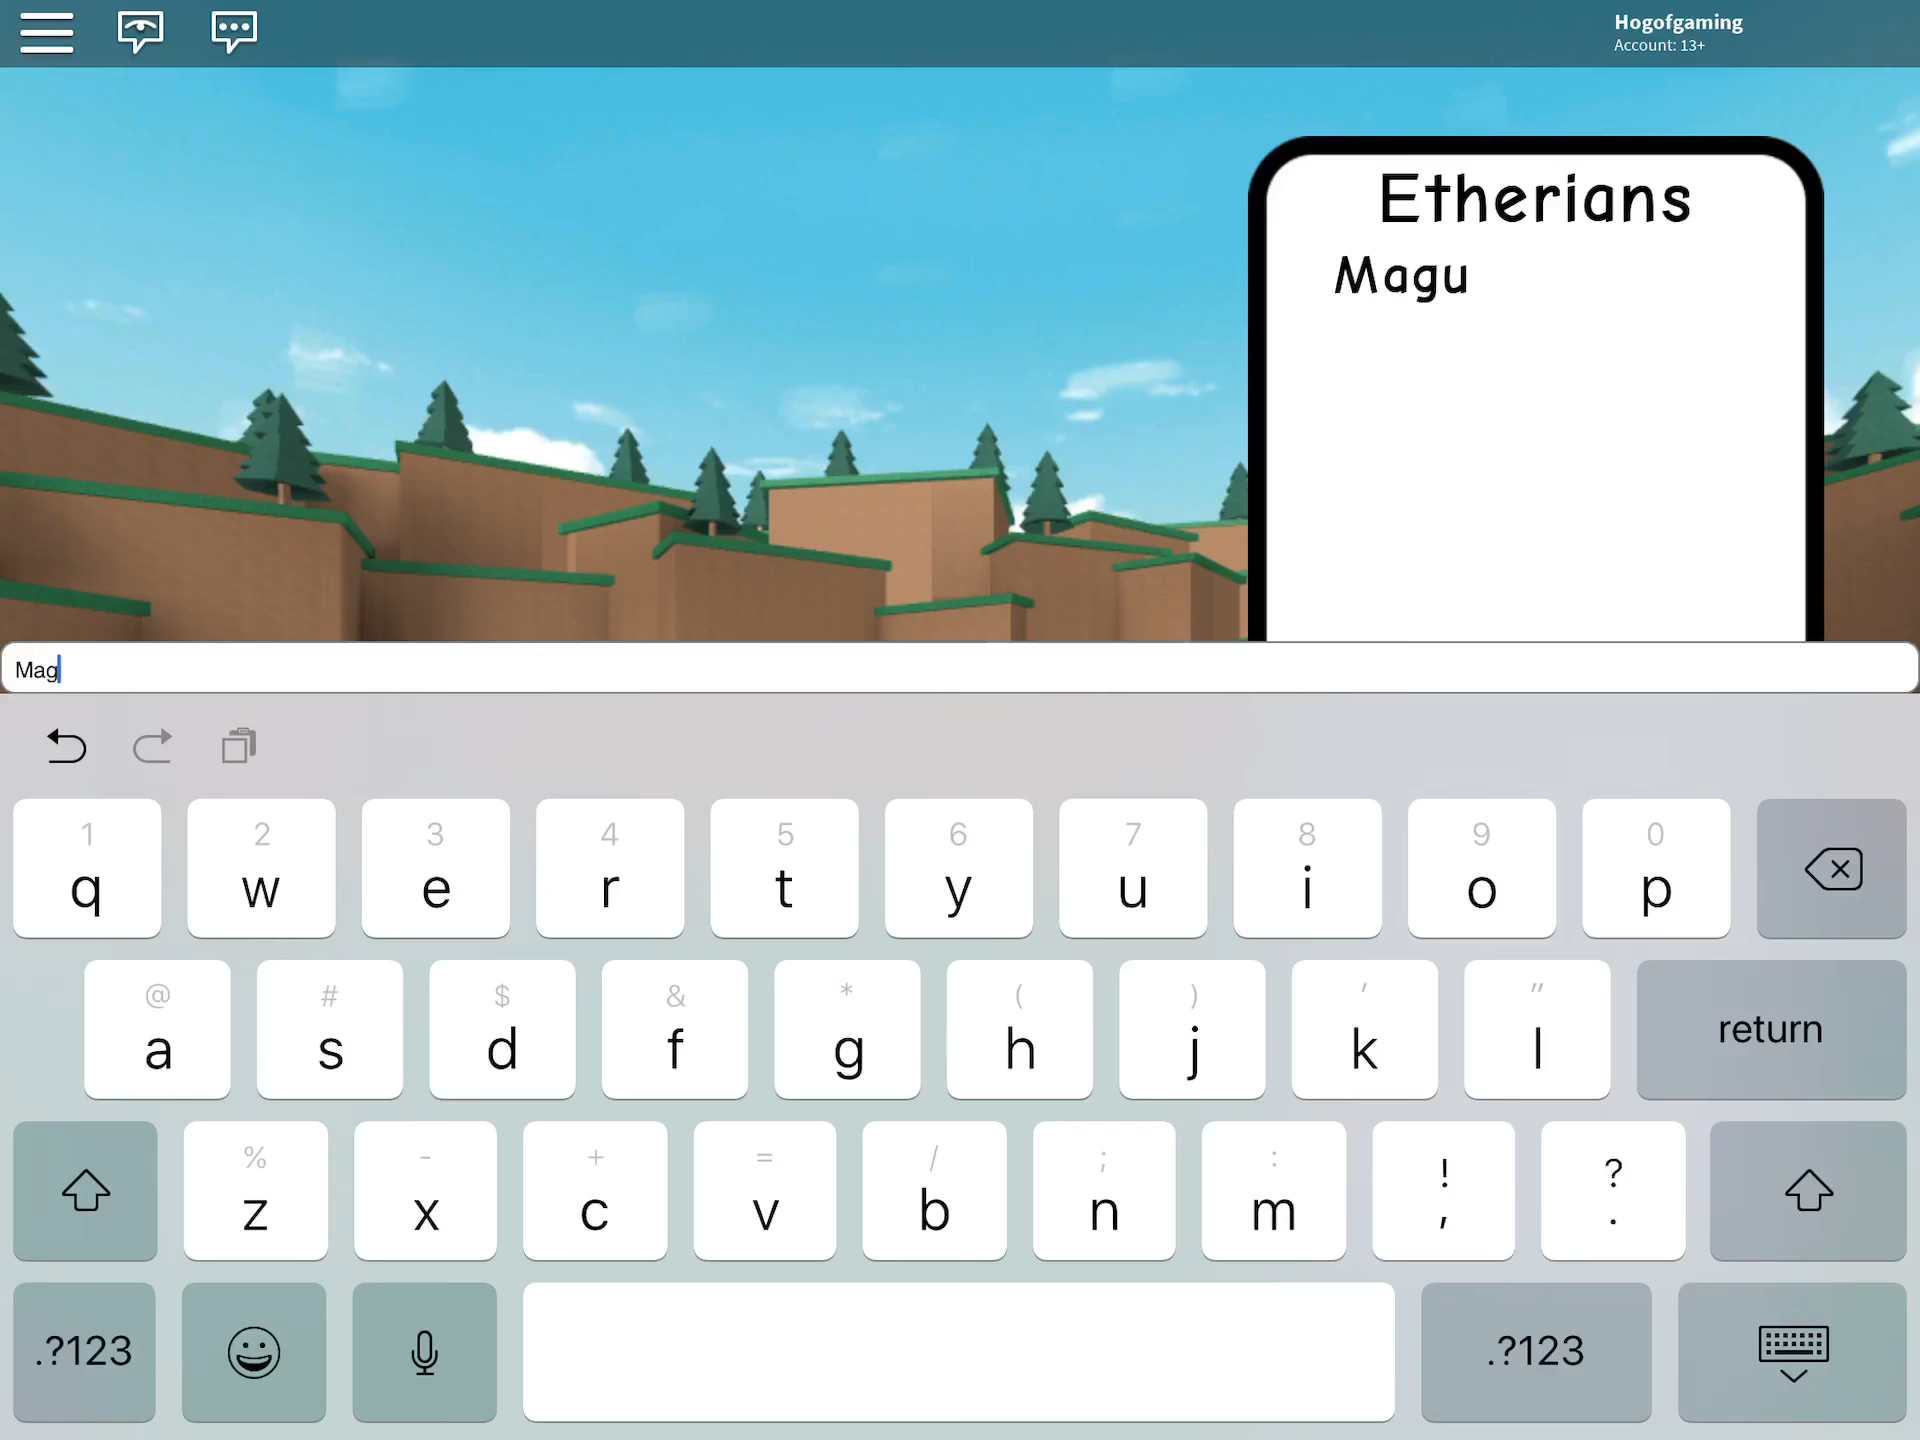 Hogofgaming
Account: 13+
Etherians
Magu
Mag
1 2 3 4 5 6 7 8 9 0
q w e r t y u i o p
@ # $ & * ( ) ' "
a s d f g h j k l return
% - + = / ; : ! ?
z x c v b n m , .
.?123 .?123